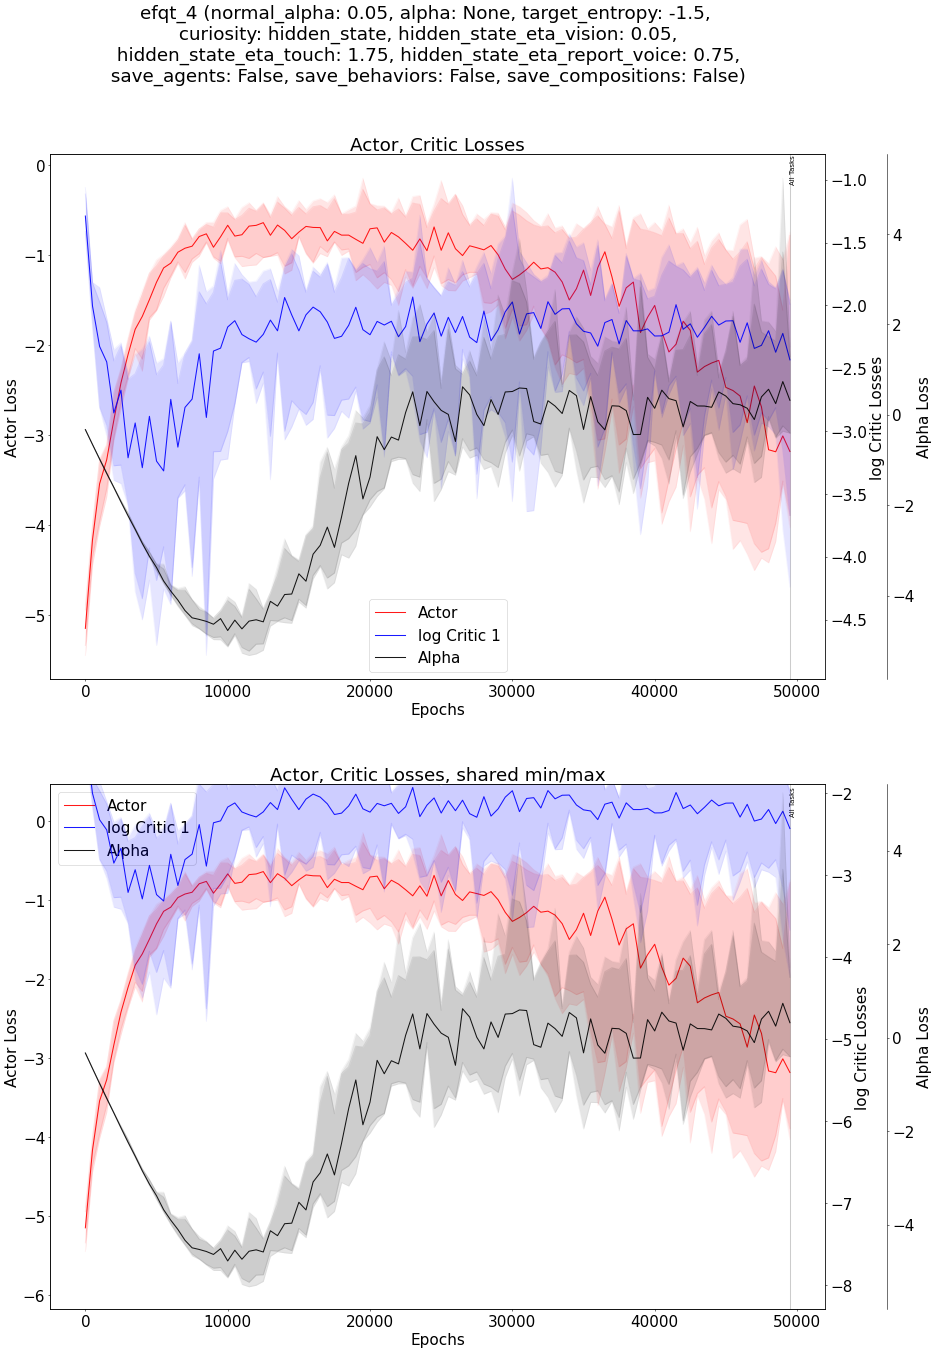 efqt_4 (normal_alpha: 0.05, alpha: None, target_entropy: -1.5,
curiosity: hidden_state, hidden_state_eta_vision: 0.05,
hidden_state_eta_touch: 1.75, hidden_state_eta_report_voice: 0.75,
save_agents: False, save_behaviors: False, save_compositions: False)
Actor, Critic Losses
All Tasks
0
−1
−2
−3
−4
−5
Actor Loss
−1.0
−1.5
−2.0
−2.5
−3.0
−3.5
−4.0
−4.5
log Critic Losses
4
2
0
−2
−4
Alpha Loss
Actor
log Critic 1
Alpha
0 10000 20000 30000 40000 50000
Epochs
Actor, Critic Losses, shared min/max
All Tasks
Actor
log Critic 1
Alpha
0
−1
−2
−3
−4
−5
−6
Actor Loss
−2
−3
−4
−5
−6
−7
−8
log Critic Losses
4
2
0
−2
−4
Alpha Loss
0 10000 20000 30000 40000 50000
Epochs